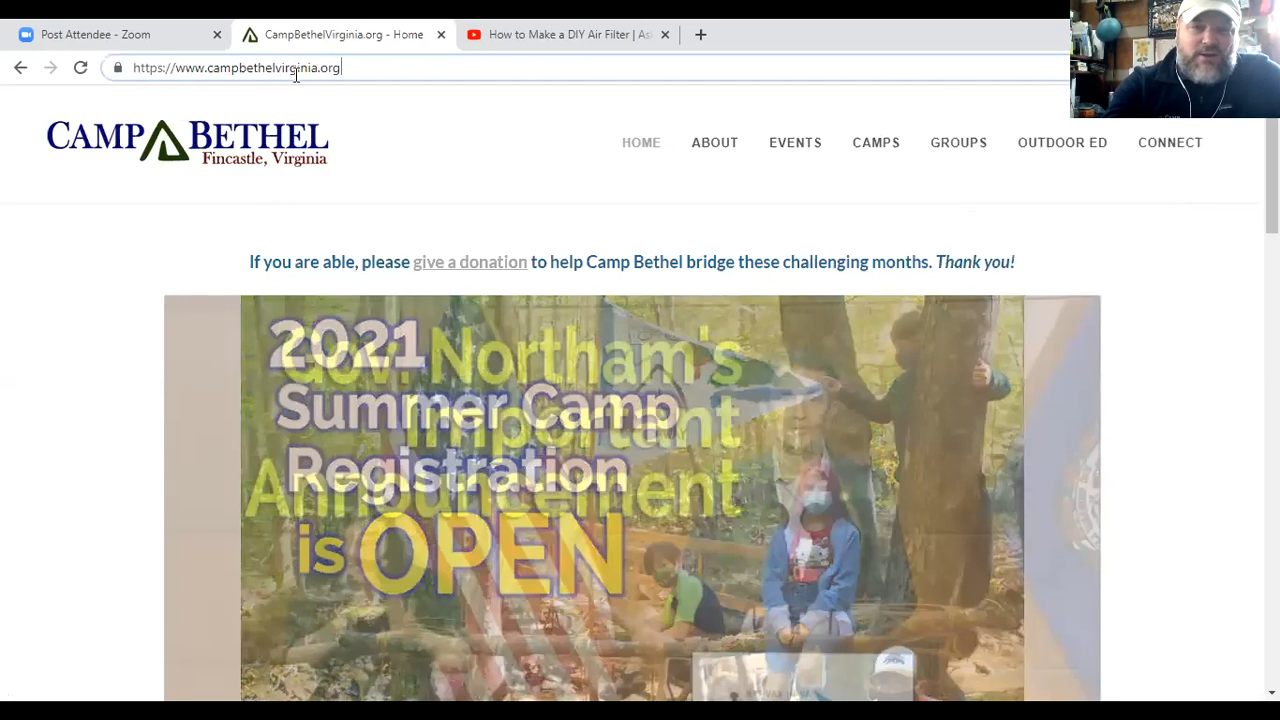 Post Attendee - Zoom
CampBethelVirginia.org - Home
How to Make a DIY Air Filter | As
https://www.campbethelvirginia.org
CAMP BETHEL
Fincastle, Virginia
HOME
ABOUT
EVENTS
CAMPS
GROUPS
OUTDOOR ED
CONNECT
If you are able, please give a donation to help Camp Bethel bridge these challenging months. Thank you!
2021
Summer Camp
Registration
is OPEN
Gov. Northam's
Important
Announcement